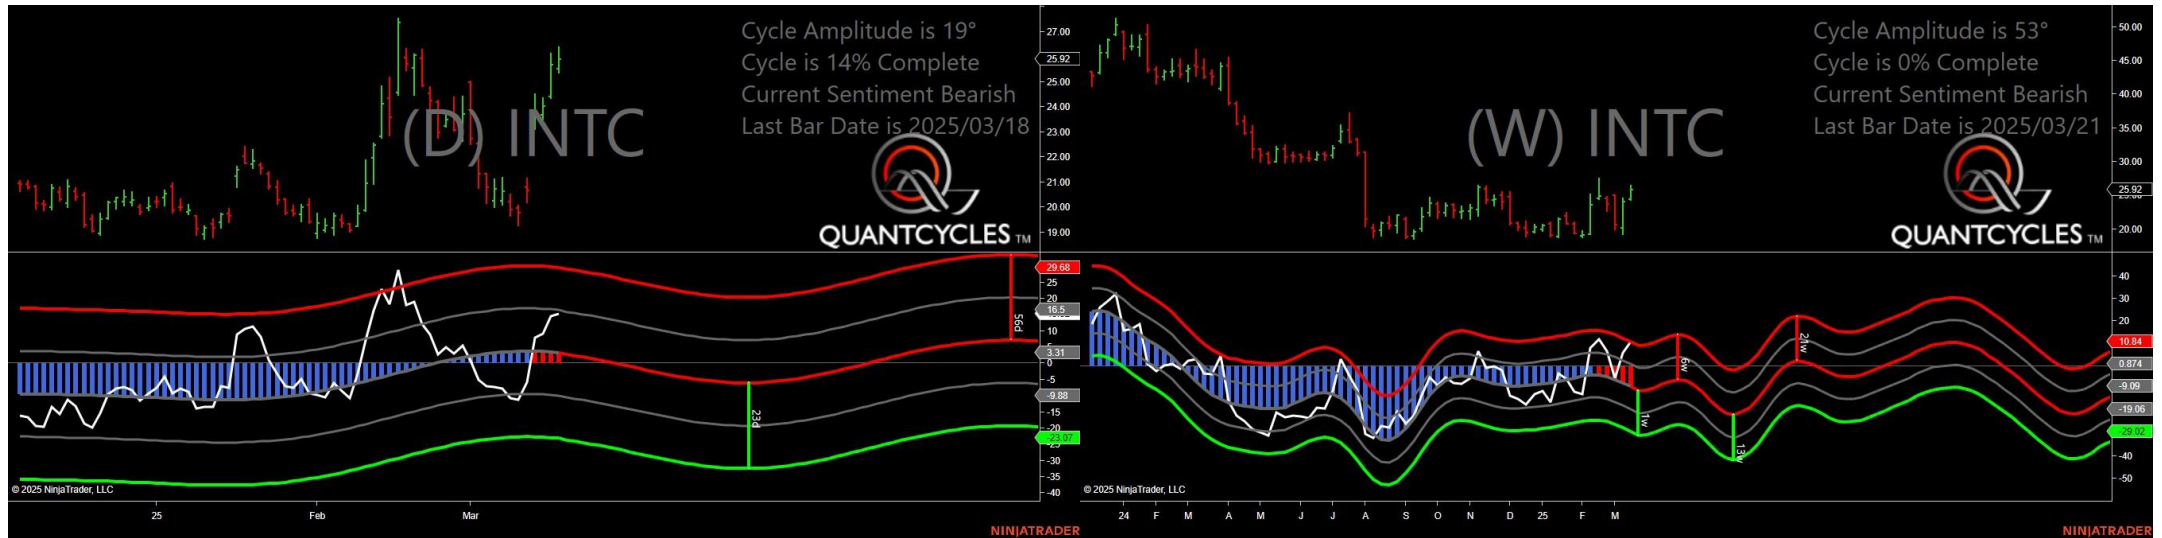 Cycle Amplitude is 19°
Cycle is 14% Complete
Current Sentiment Bearish
Last Bar Date is 2025/03/18
(D) INTC
QUANTCYCLES TM
27.00
25.92
25.00
24.00
23.00
22.00
21.00
20.00
19.00
29.68
25
20
16.5
10
5
3.31
0
-5
-9.88
-15
-20
-23.07
-30
-35
-40
56d
23d
© 2025 NinjaTrader, LLC
25
Feb
Mar
NINJATRADER
Cycle Amplitude is 53°
Cycle is 0% Complete
Current Sentiment Bearish
Last Bar Date is 2025/03/21
(W) INTC
QUANTCYCLES TM
50.00
45.00
40.00
35.00
30.00
25.92
25.00
20.00
40
30
20
10.84
0.874
-9.09
-19.06
-29.02
-40
-50
6w
21w
1w
13w
© 2025 NinjaTrader, LLC
24 F M A M J J A S O N D 25 F M
NINJATRADER